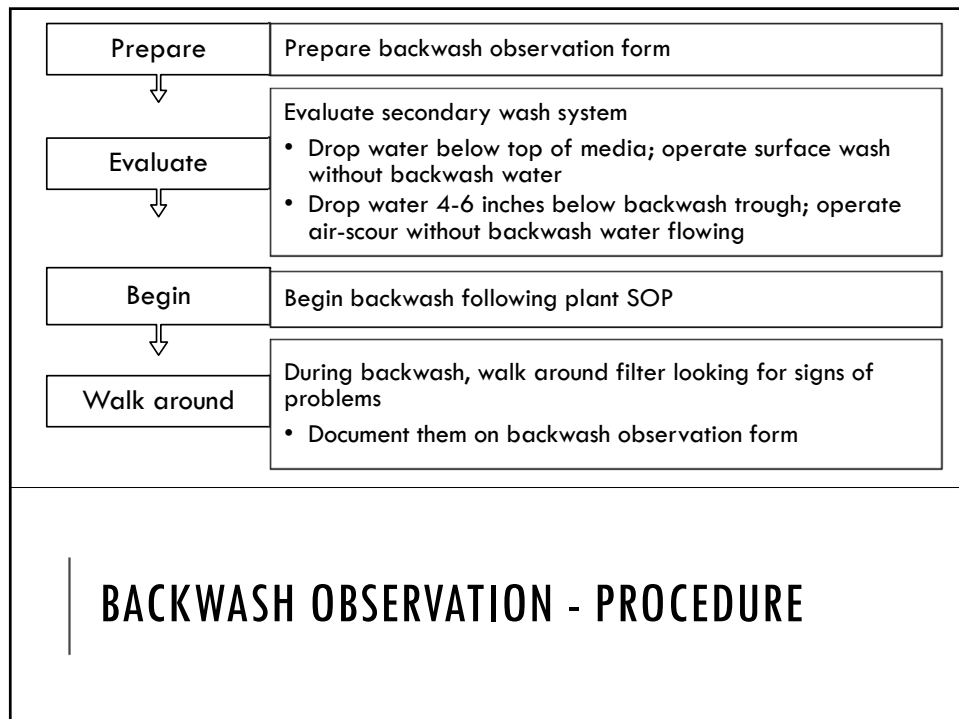 Prepare
Prepare backwash observation form
Evaluate
Evaluate secondary wash system
• Drop water below top of media; operate surface wash
without backwash water
• Drop water 4-6 inches below backwash trough; operate
air-scour without backwash water flowing
Begin
Begin backwash following plant SOP
Walk around
During backwash, walk around filter looking for signs of
problems
• Document them on backwash observation form
BACKWASH OBSERVATION - PROCEDURE